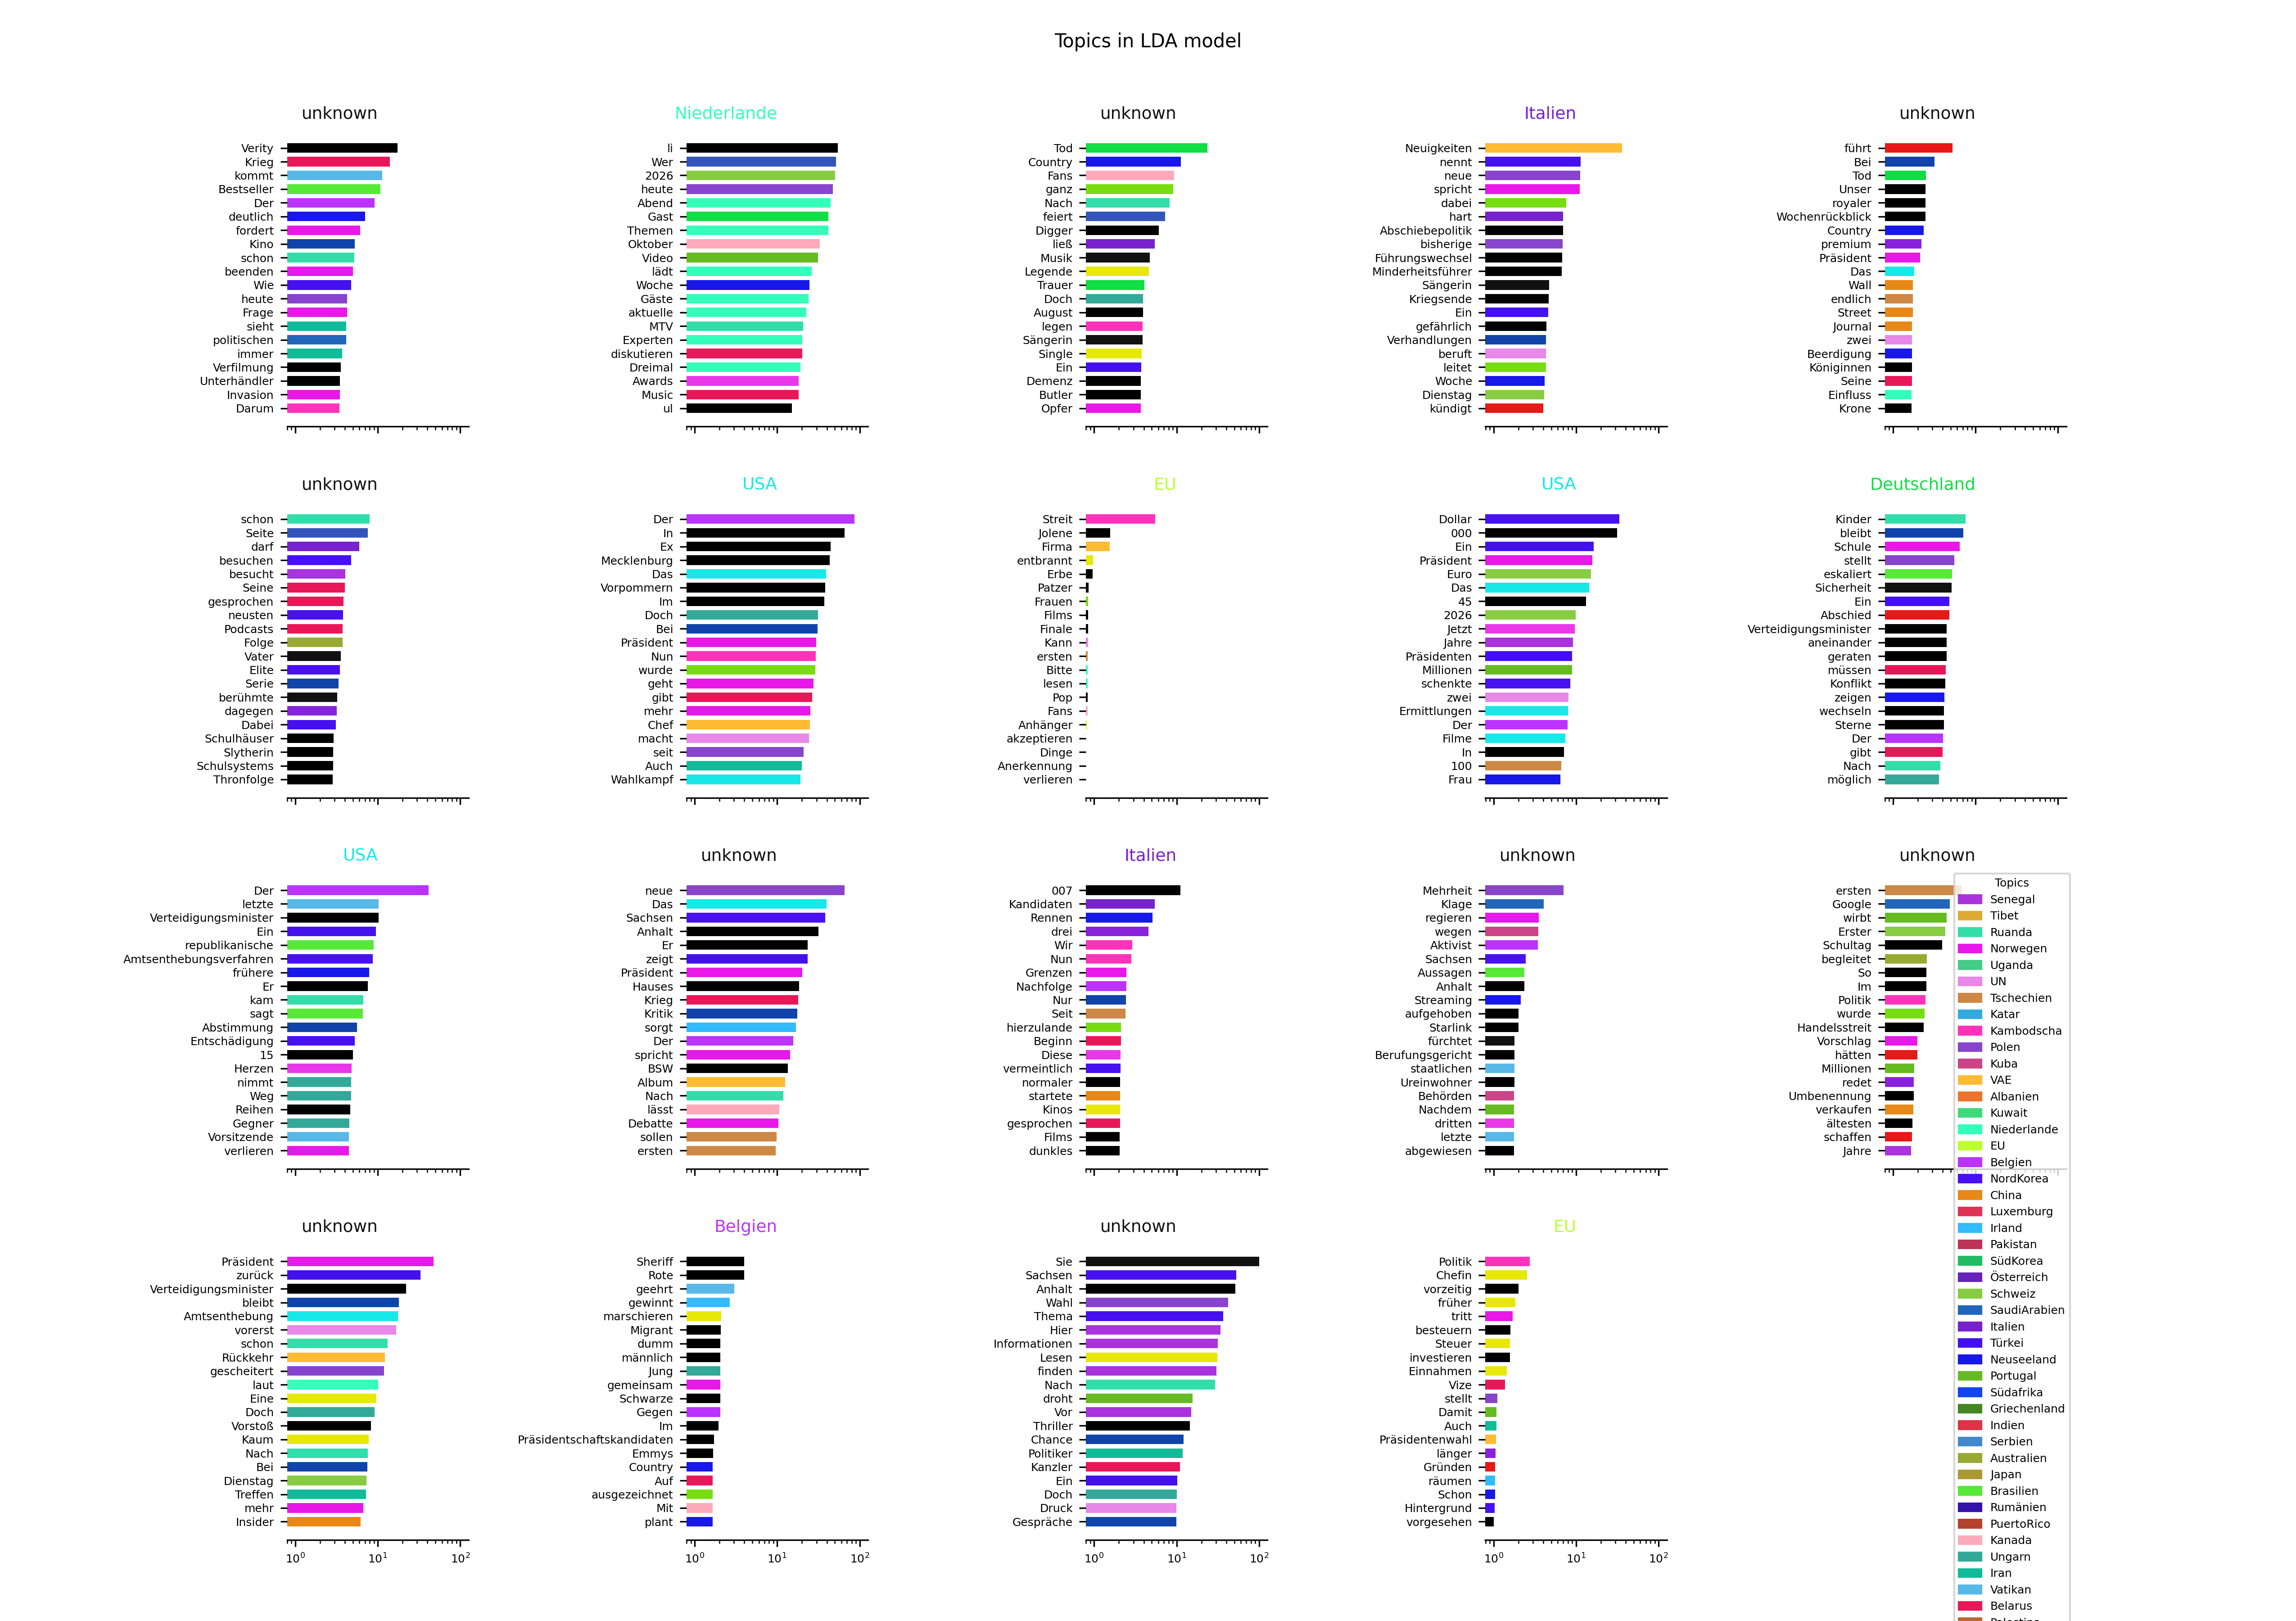 Topics in LDA model
unknown
Verity
Krieg
kommt
Bestseller
Der
deutlich
fordert
Kino
schon
beenden
Wie
heute
Frage
sieht
politischen
immer
Verfilmung
Unterhändler
Invasion
Darum
Niederlande
li
Wer
2026
heute
Abend
Gast
Themen
Oktober
Video
lädt
Woche
Gäste
aktuelle
MTV
Experten
diskutieren
Dreimal
Awards
Music
ul
unknown
Tod
Country
Fans
ganz
Nach
feiert
Digger
ließ
Musik
Legende
Trauer
Doch
August
legen
Sängerin
Single
Ein
Demenz
Butler
Opfer
Italien
Neuigkeiten
nennt
neue
spricht
dabei
hart
Abschiebepolitik
bisherige
Führungswechsel
Minderheitsführer
Sängerin
Kriegsende
Ein
gefährlich
Verhandlungen
beruft
leitet
Woche
Dienstag
kündigt
unknown
führt
Bei
Tod
Unser
royaler
Wochenrückblick
Country
premium
Präsident
Das
Wall
endlich
Street
Journal
zwei
Beerdigung
Königinnen
Seine
Einfluss
Krone
unknown
schon
Seite
darf
besuchen
besucht
Seine
gesprochen
neusten
Podcasts
Folge
Vater
Elite
Serie
berühmte
dagegen
Dabei
Schulhäuser
Slytherin
Schulsystems
Thronfolge
USA
Der
In
Ex
Mecklenburg
Das
Vorpommern
Im
Doch
Bei
Präsident
Nun
wurde
geht
gibt
mehr
Chef
macht
seit
Auch
Wahlkampf
EU
Streit
Jolene
Firma
entbrannt
Erbe
Patzer
Frauen
Films
Finale
Kann
ersten
Bitte
lesen
Pop
Fans
Anhänger
akzeptieren
Dinge
Anerkennung
verlieren
USA
Dollar
000
Ein
Präsident
Euro
Das
45
2026
Jetzt
Jahre
Präsidenten
Millionen
schenkte
zwei
Ermittlungen
Der
Filme
In
100
Frau
Deutschland
Kinder
bleibt
Schule
stellt
eskaliert
Sicherheit
Ein
Abschied
Verteidigungsminister
aneinander
geraten
müssen
Konflikt
zeigen
wechseln
Sterne
Der
gibt
Nach
möglich
USA
Der
letzte
Verteidigungsminister
Ein
republikanische
Amtsenthebungsverfahren
frühere
Er
kam
sagt
Abstimmung
Entschädigung
15
Herzen
nimmt
Weg
Reihen
Gegner
Vorsitzende
verlieren
unknown
neue
Das
Sachsen
Anhalt
Er
zeigt
Präsident
Hauses
Krieg
Kritik
sorgt
Der
spricht
BSW
Album
Nach
lässt
Debatte
sollen
ersten
Italien
007
Kandidaten
Rennen
drei
Wir
Nun
Grenzen
Nachfolge
Nur
Seit
hierzulande
Beginn
Diese
vermeintlich
normaler
startete
Kinos
gesprochen
Films
dunkles
unknown
Mehrheit
Klage
regieren
wegen
Aktivist
Sachsen
Aussagen
Anhalt
Streaming
aufgehoben
Starlink
fürchtet
Berufungsgericht
staatlichen
Ureinwohner
Behörden
Nachdem
dritten
letzte
abgewiesen
unknown
ersten
Google
wirbt
Erster
Schultag
begleitet
So
Im
Politik
wurde
Handelsstreit
Vorschlag
hätten
Millionen
redet
Umbenennung
verkaufen
ältesten
schaffen
Jahre
unknown
Präsident
zurück
Verteidigungsminister
bleibt
Amtsenthebung
vorerst
schon
Rückkehr
gescheitert
laut
Eine
Doch
Vorstoß
Kaum
Nach
Bei
Dienstag
Treffen
mehr
Insider
10⁰ 10¹ 10²
Belgien
Sheriff
Rote
geehrt
gewinnt
marschieren
Migrant
dumm
männlich
Jung
gemeinsam
Schwarze
Gegen
Im
Präsidentschaftskandidaten
Emmys
Country
Auf
ausgezeichnet
Mit
plant
10⁰ 10¹ 10²
unknown
Sie
Sachsen
Anhalt
Wahl
Thema
Hier
Informationen
Lesen
finden
Nach
droht
Vor
Thriller
Chance
Politiker
Kanzler
Ein
Doch
Druck
Gespräche
10⁰ 10¹ 10²
EU
Politik
Chefin
vorzeitig
früher
tritt
besteuern
Steuer
investieren
Einnahmen
Vize
stellt
Damit
Auch
Präsidentenwahl
länger
Gründen
räumen
Schon
Hintergrund
vorgesehen
10⁰ 10¹ 10²
Topics
Senegal
Tibet
Ruanda
Norwegen
Uganda
UN
Tschechien
Katar
Kambodscha
Polen
Kuba
VAE
Albanien
Kuwait
Niederlande
EU
Belgien
NordKorea
China
Luxemburg
Irland
Pakistan
SüdKorea
Österreich
Schweiz
SaudiArabien
Italien
Türkei
Neuseeland
Portugal
Südafrika
Griechenland
Indien
Serbien
Australien
Japan
Brasilien
Rumänien
PuertoRico
Kanada
Ungarn
Iran
Vatikan
Belarus